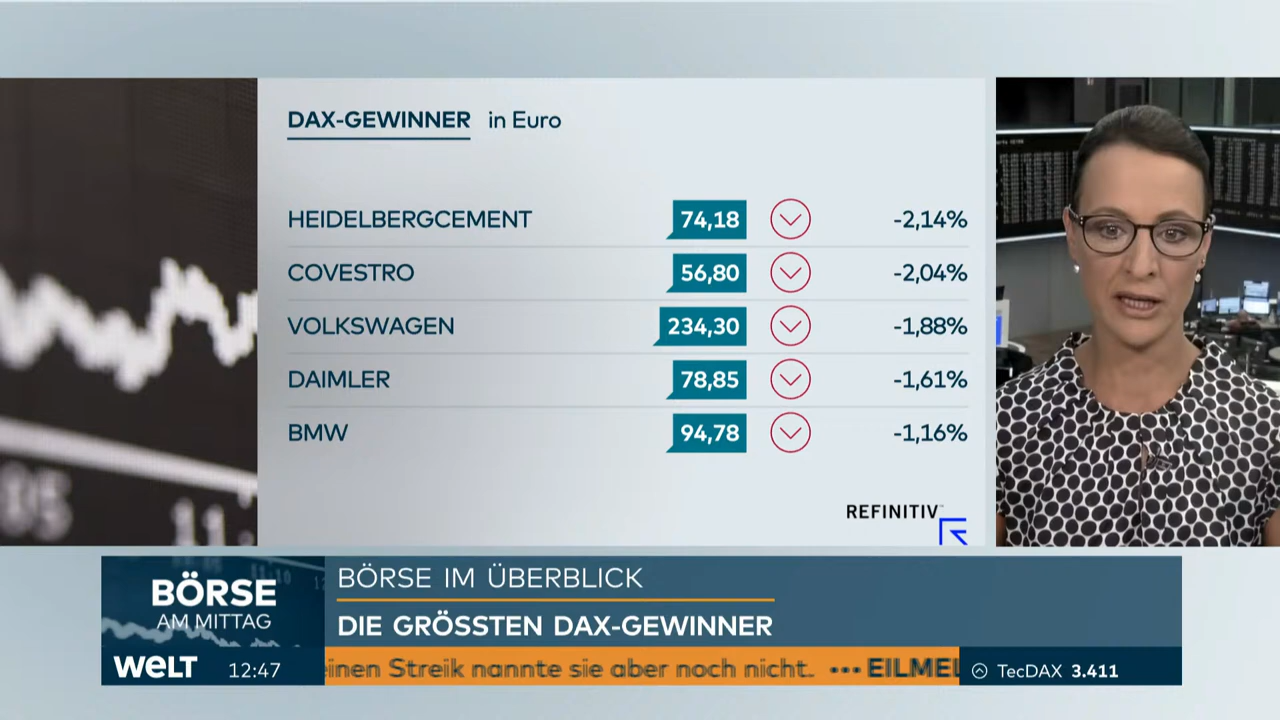 DAX-GEWINNER in Euro
HEIDELBERGCEMENT 74,18 -2,14%
COVESTRO 56,80 -2,04%
VOLKSWAGEN 234,30 -1,88%
DAIMLER 78,85 -1,61%
BMW 94,78 -1,16%
REFINITIV
BÖRSE IM ÜBERBLICK
BÖRSE
AM MITTAG
DIE GRÖSSTEN DAX-GEWINNER
WELT 12:47 einen Streik nannte sie aber noch nicht. ••• EILMEL TecDAX 3.411